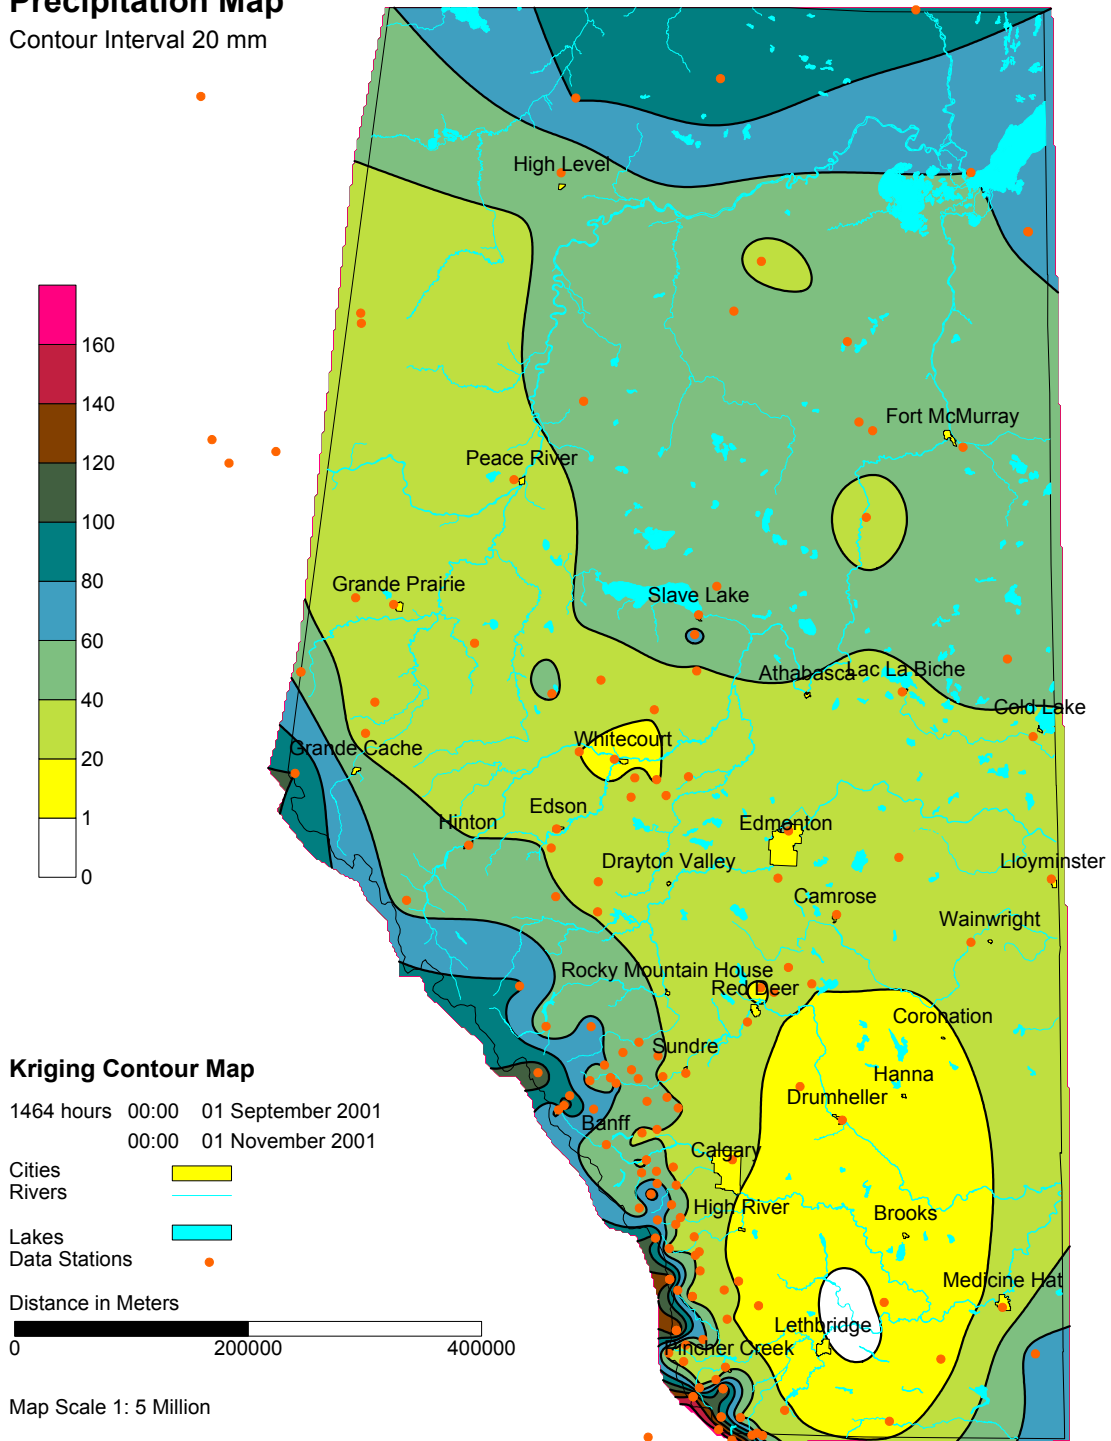 Precipitation Map
Contour Interval 20 mm
High Level
160
140
120
100
80
60
40
20
1
0
Fort McMurray
Peace River
Grande Prairie
Slave Lake
Athabasca
Lac La Biche
Cold Lake
Grande Cache
Whitecourt
Hinton
Edson
Edmonton
Drayton Valley
Lloyminster
Camrose
Wainwright
Rocky Mountain House
Red Deer
Coronation
Sundre
Hanna
Drumheller
Banff
Calgary
High River
Brooks
Medicine Hat
Lethbridge
Pincher Creek
Kriging Contour Map
1464 hours 00:00 01 September 2001
00:00 01 November 2001
Cities
Rivers
Lakes
Data Stations
Distance in Meters
0 200000 400000
Map Scale 1: 5 Million